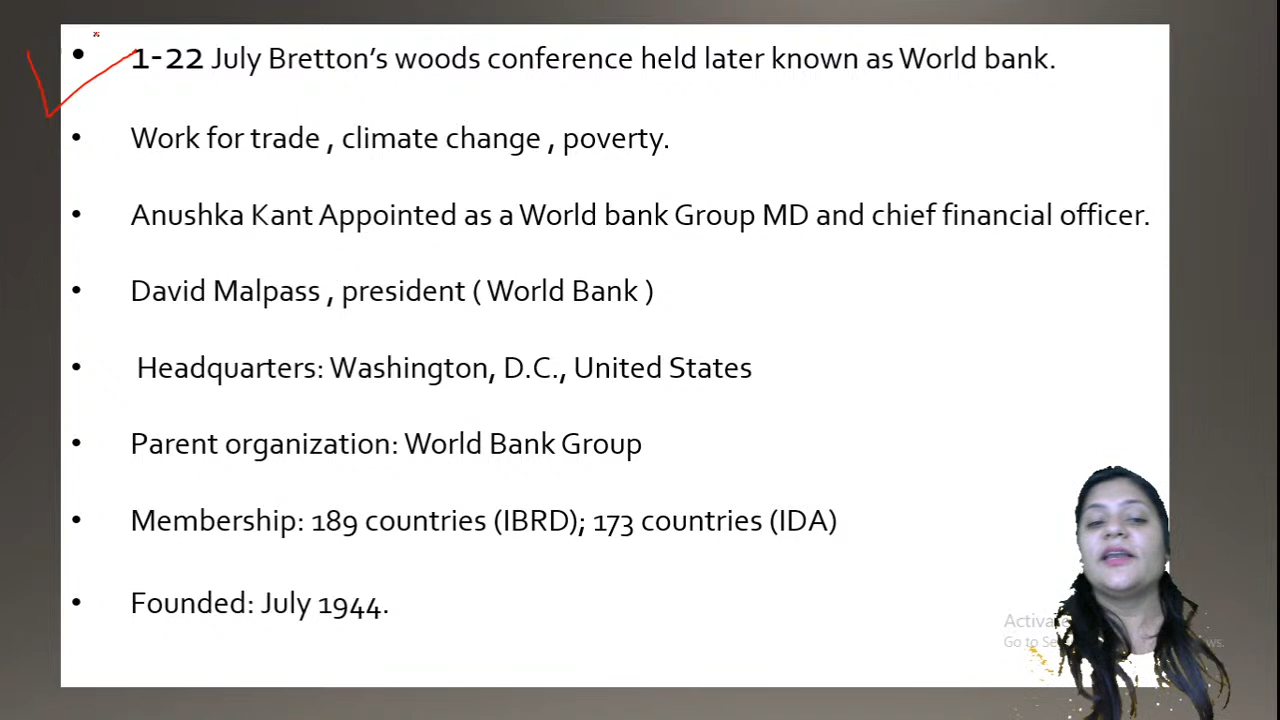 • 1-22 July Bretton’s woods conference held later known as World bank.
• Work for trade , climate change , poverty.
• Anushka Kant Appointed as a World bank Group MD and chief financial officer.
• David Malpass , president ( World Bank )
• Headquarters: Washington, D.C., United States
• Parent organization: World Bank Group
• Membership: 189 countries (IBRD); 173 countries (IDA)
• Founded: July 1944.
Go to